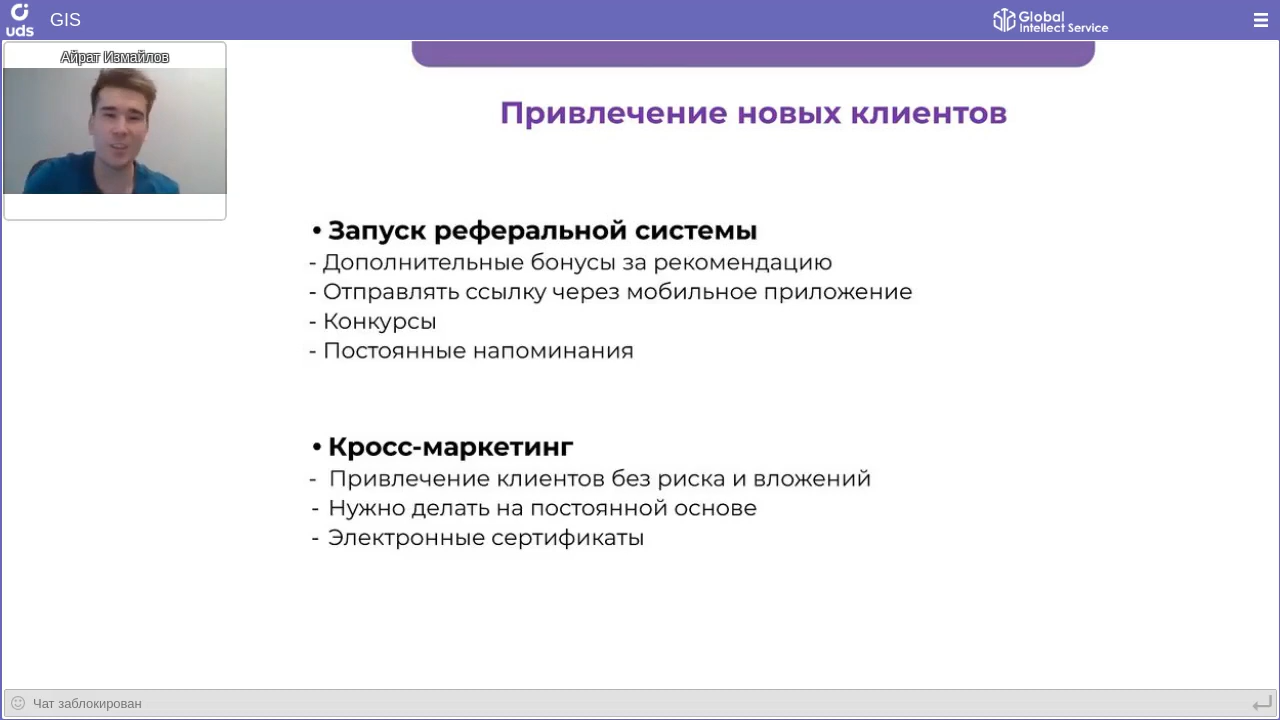 uds
GIS
Global
Intellect Service
Айрат Измайлов
Привлечение новых клиентов
• Запуск реферальной системы
- Дополнительные бонусы за рекомендацию
- Отправлять ссылку через мобильное приложение
- Конкурсы
- Постоянные напоминания
• Кросс-маркетинг
- Привлечение клиентов без риска и вложений
- Нужно делать на постоянной основе
- Электронные сертификаты
Чат заблокирован